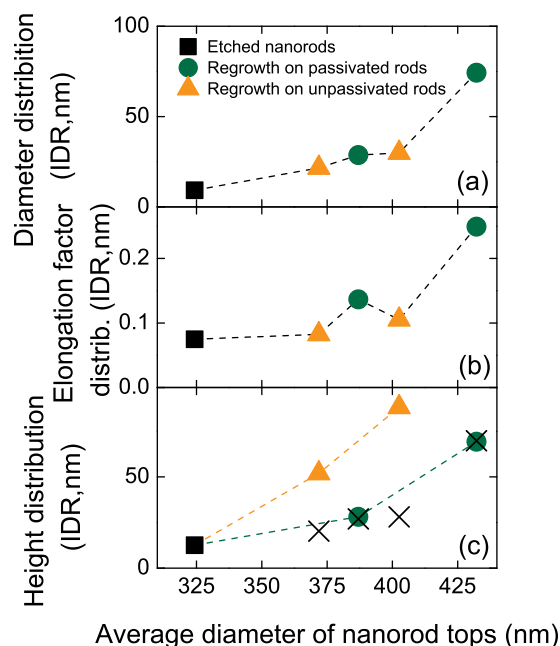 100
Etched nanorods
Regrowth on passivated rods
Regrowth on unpassivated rods
50
0
(a)
Diameter distribition
(IDR,nm)
0.2
0.1
0.0
(b)
Elongation factor
distrib. (IDR,nm)
50
0
(c)
Height distribution
(IDR,nm)
325 350 375 400 425
Average diameter of nanorod tops (nm)